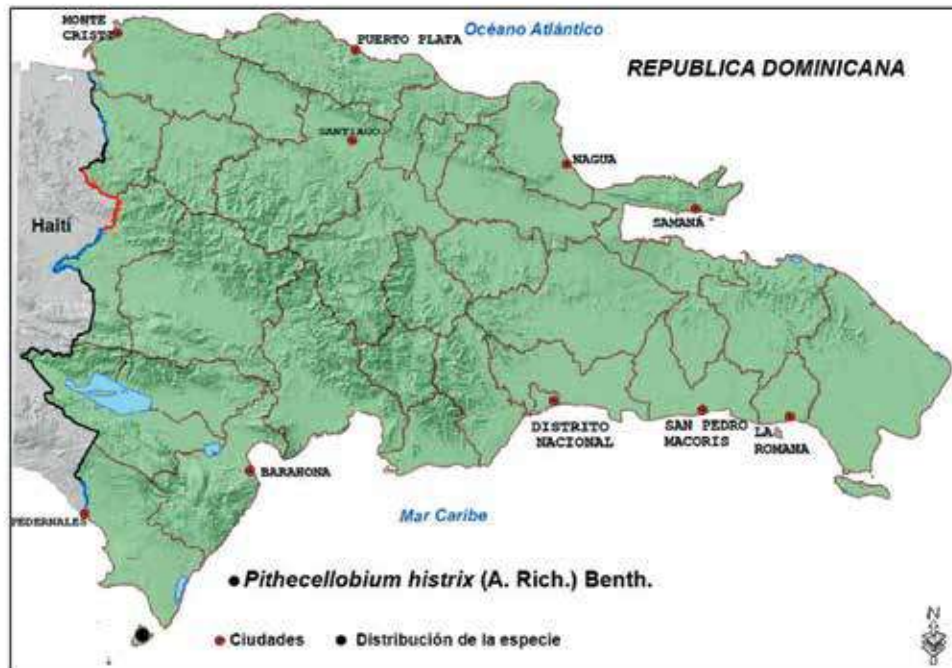 MONTE
CRISTI
PUERTO PLATA
Océano Atlántico
REPUBLICA DOMINICANA
SANTIAGO
NAGUA
SAMANÁ
Haití
DISTRITO
NACIONAL
SAN PEDRO
MACORIS
LA
ROMANA
BARAHONA
PEDERNALES
Mar Caribe
Pithecellobium histrix (A. Rich.) Benth.
Ciudades
Distribución de la especie
N